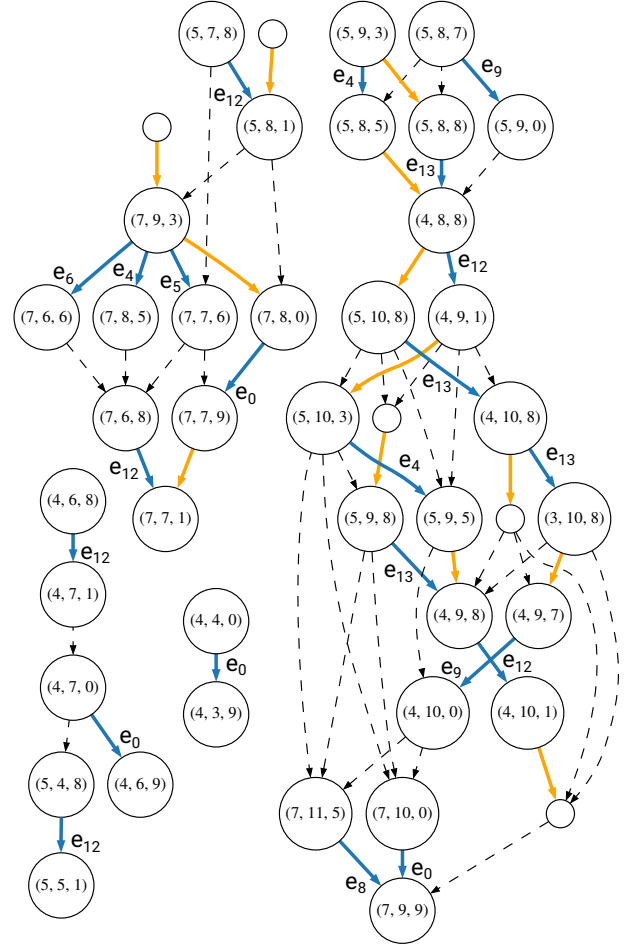 (5, 7, 8)
(5, 9, 3)
(5, 8, 7)
e12
e4
e9
(5, 8, 1)
(5, 8, 5)
(5, 8, 8)
(5, 9, 0)
e13
(7, 9, 3)
(4, 8, 8)
e6
e4
e5
e12
(7, 6, 6)
(7, 8, 5)
(7, 7, 6)
(7, 8, 0)
(5, 10, 8)
(4, 9, 1)
e0
e13
(7, 6, 8)
(7, 7, 9)
(5, 10, 3)
(4, 10, 8)
e12
e4
e13
(4, 6, 8)
(7, 7, 1)
(5, 9, 8)
(5, 9, 5)
(3, 10, 8)
e12
e13
(4, 7, 1)
(4, 4, 0)
(4, 9, 8)
(4, 9, 7)
e0
e9
e12
(4, 7, 0)
(4, 3, 9)
(4, 10, 0)
(4, 10, 1)
e0
(5, 4, 8)
(4, 6, 9)
(7, 11, 5)
(7, 10, 0)
e12
e8
e0
(5, 5, 1)
(7, 9, 9)